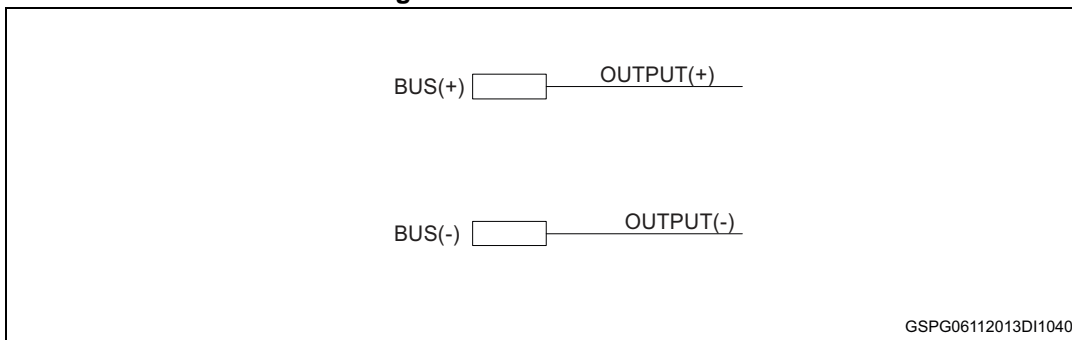 BUS(+)
OUTPUT(+)
BUS(-)
OUTPUT(-)
GSPG06112013DI1040